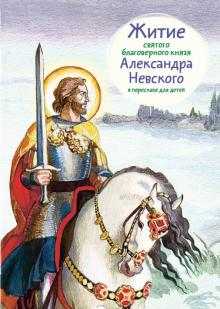 Житие
святого
благоверного князя
Александра
Невского
в пересказе для детей